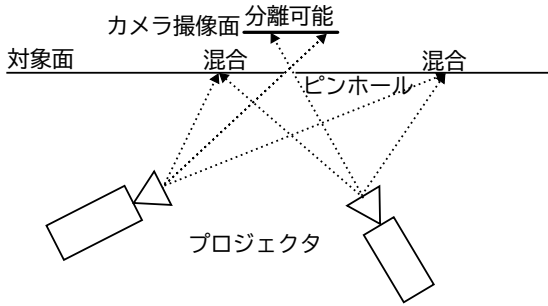 カメラ撮像面
分離可能
対象面
混合
混合
ピンホール
プロジェクタ